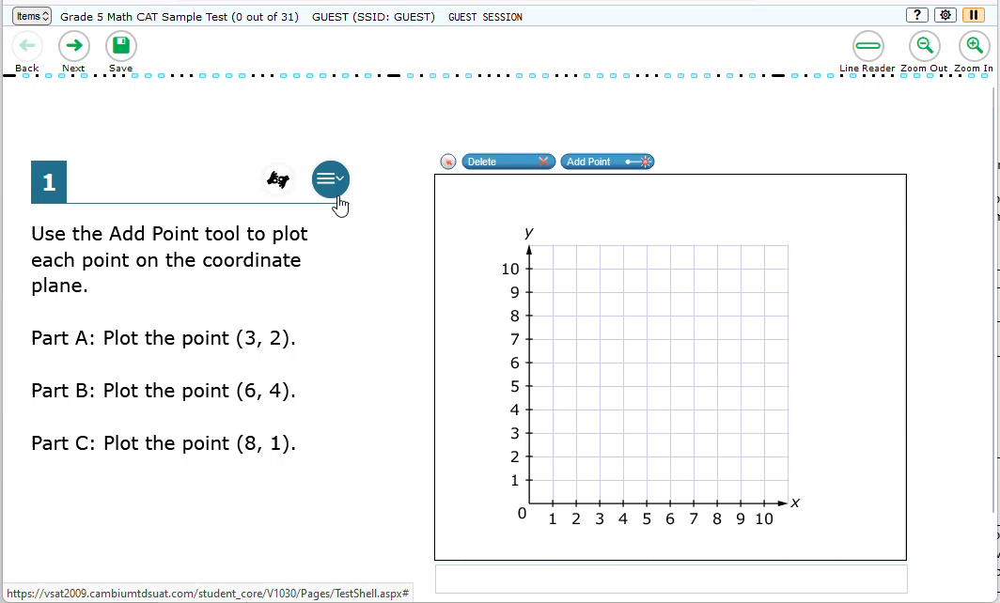 Items Grade 5 Math CAT Sample Test (0 out of 31) GUEST (SSID: GUEST) GUEST SESSION ?
Back Next Save Line Reader Zoom Out Zoom In
1
Use the Add Point tool to plot
each point on the coordinate
plane.
Part A: Plot the point (3, 2).
Part B: Plot the point (6, 4).
Part C: Plot the point (8, 1).
Delete Add Point
y
10
9
8
7
6
5
4
3
2
1
0
1 2 3 4 5 6 7 8 9 10
x
https://vsat2009.cambiumtdsuat.com/student_core/V1030/Pages/TestShell.aspx#